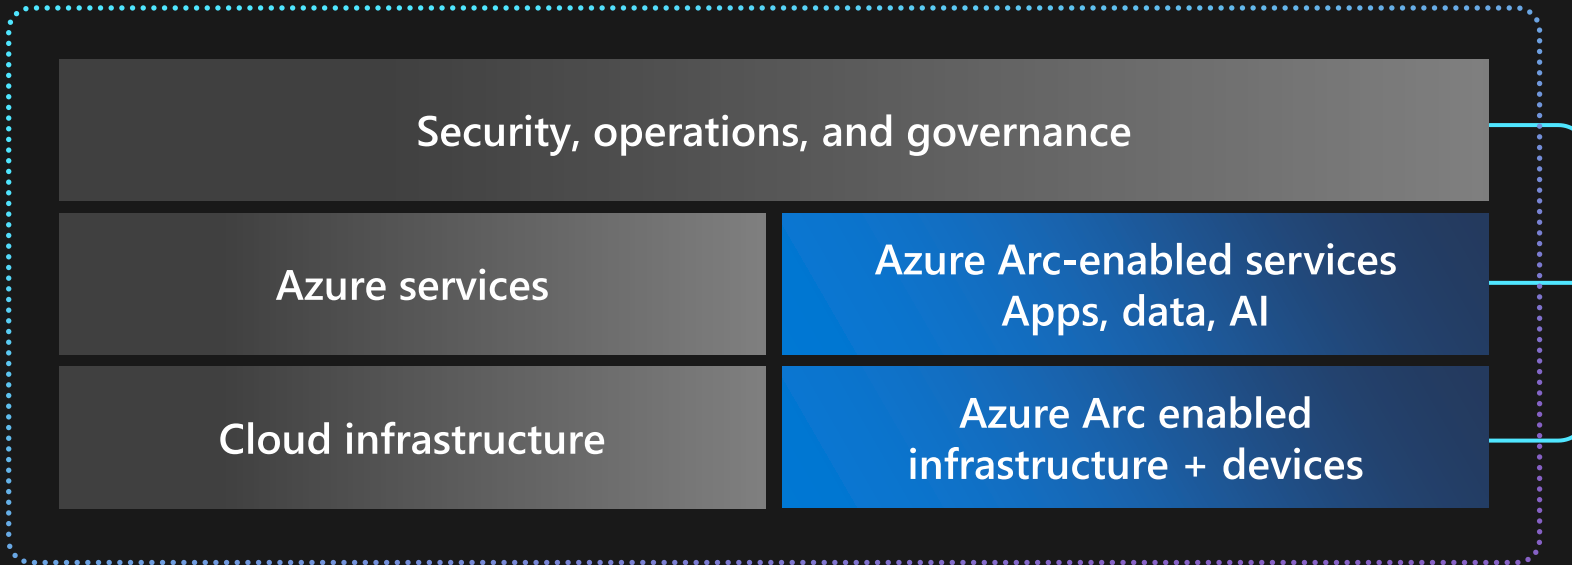 Security, operations, and governance
Azure services
Azure Arc-enabled services
Apps, data, AI
Cloud infrastructure
Azure Arc enabled
infrastructure + devices